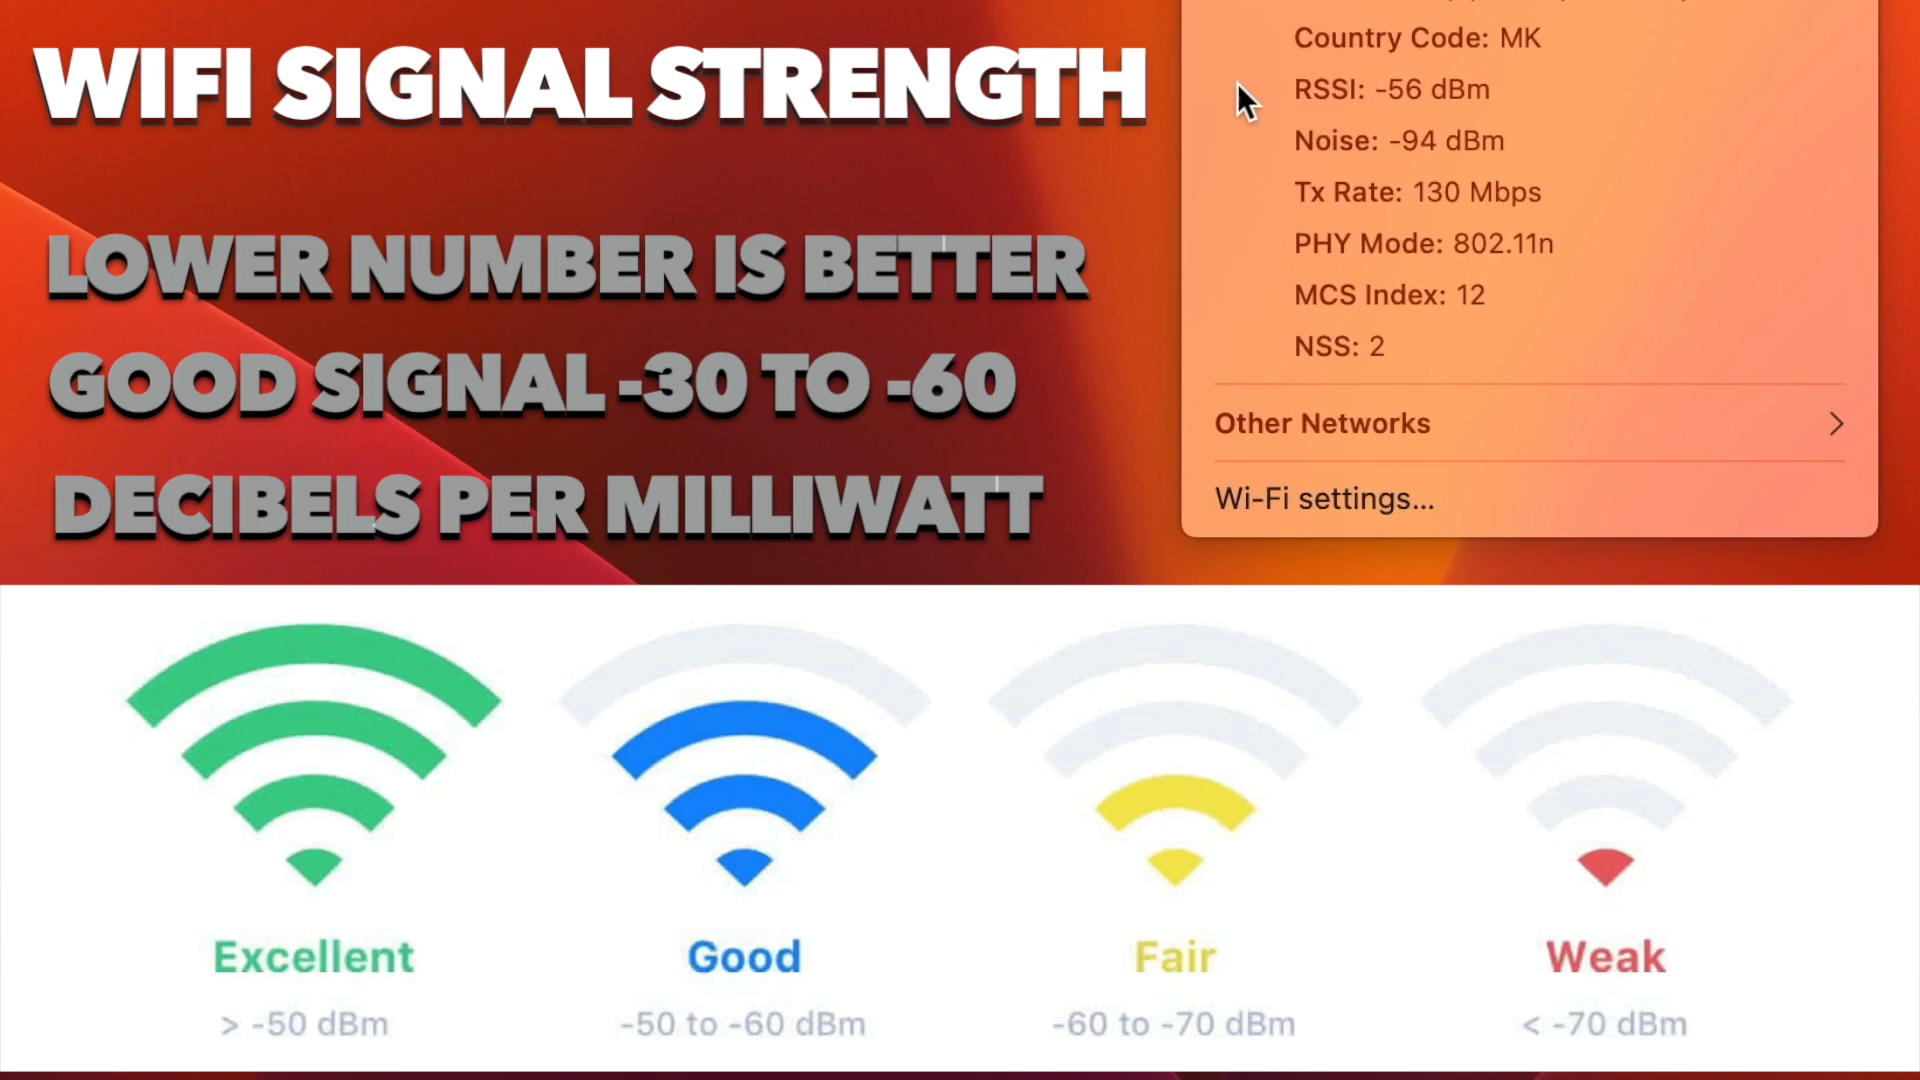 WIFI SIGNAL STRENGTH
LOWER NUMBER IS BETTER
GOOD SIGNAL -30 TO -60
DECIBELS PER MILLIWATT
Country Code: MK
RSSI: -56 dBm
Noise: -94 dBm
Tx Rate: 130 Mbps
PHY Mode: 802.11n
MCS Index: 12
NSS: 2
Other Networks
Wi-Fi settings...
Excellent
> -50 dBm
Good
-50 to -60 dBm
Fair
-60 to -70 dBm
Weak
< -70 dBm